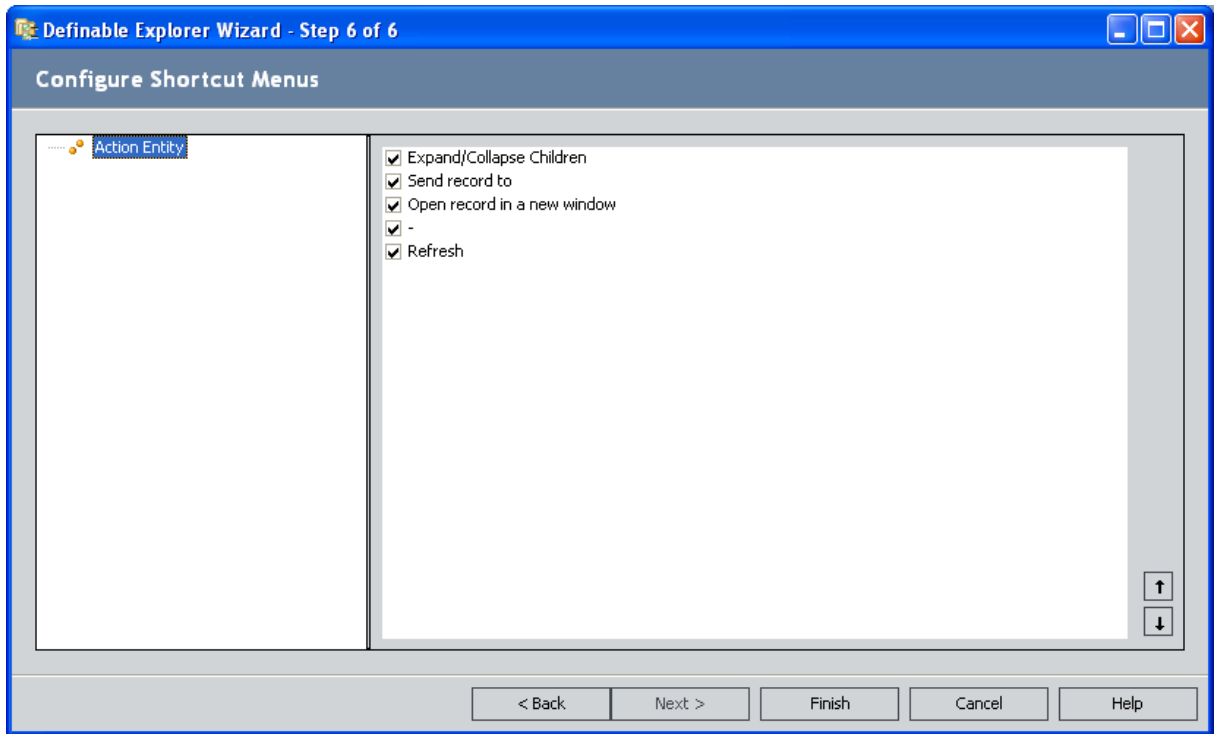 Definable Explorer Wizard - Step 6 of 6
Configure Shortcut Menus
Action Entity
Expand/Collapse Children
Send record to
Open record in a new window
-
Refresh
< Back Next > Finish Cancel Help